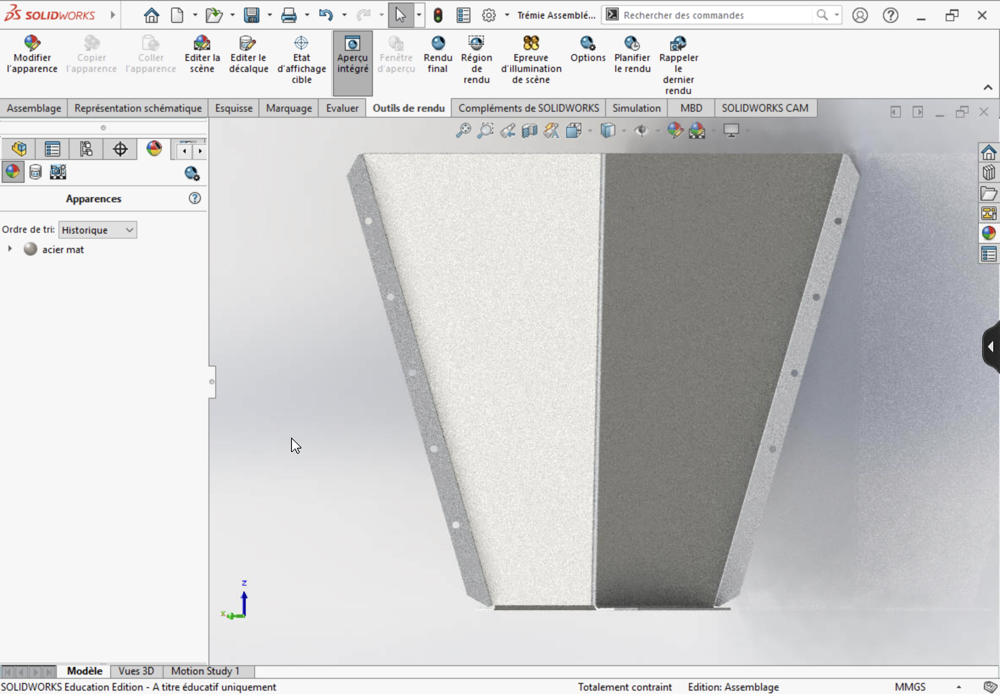 SOLIDWORKS
Trémie Assemblé...
Rechercher des commandes
Modifier l'apparence
Copier l'apparence
Coller l'apparence
Editer la scène
Editer le décalque
Etat d'affichage cible
Aperçu intégré
Fenêtre d'aperçu
Rendu final
Région de rendu
Epreuve d'illumination de scène
Options
Planifier le rendu
Rappeler le dernier rendu
Assemblage
Représentation schématique
Esquisse
Marquage
Evaluer
Outils de rendu
Compléments de SOLIDWORKS
Simulation
MBD
SOLIDWORKS CAM
Apparences
Ordre de tri: Historique
acier mat
z
x
Modèle
Vues 3D
Motion Study 1
SOLIDWORKS Education Edition - A titre éducatif uniquement
Totalement contraint
Edition: Assemblage
MMGS